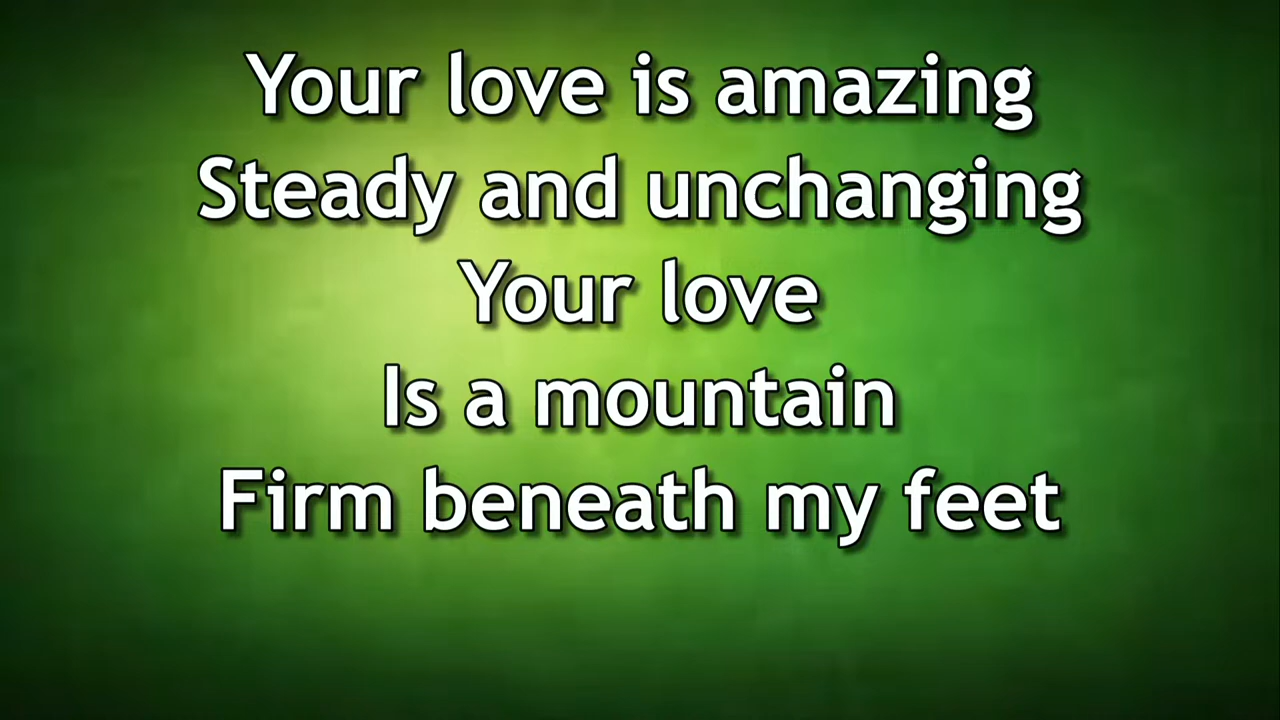 Your love is amazing
Steady and unchanging
Your love
Is a mountain
Firm beneath my feet